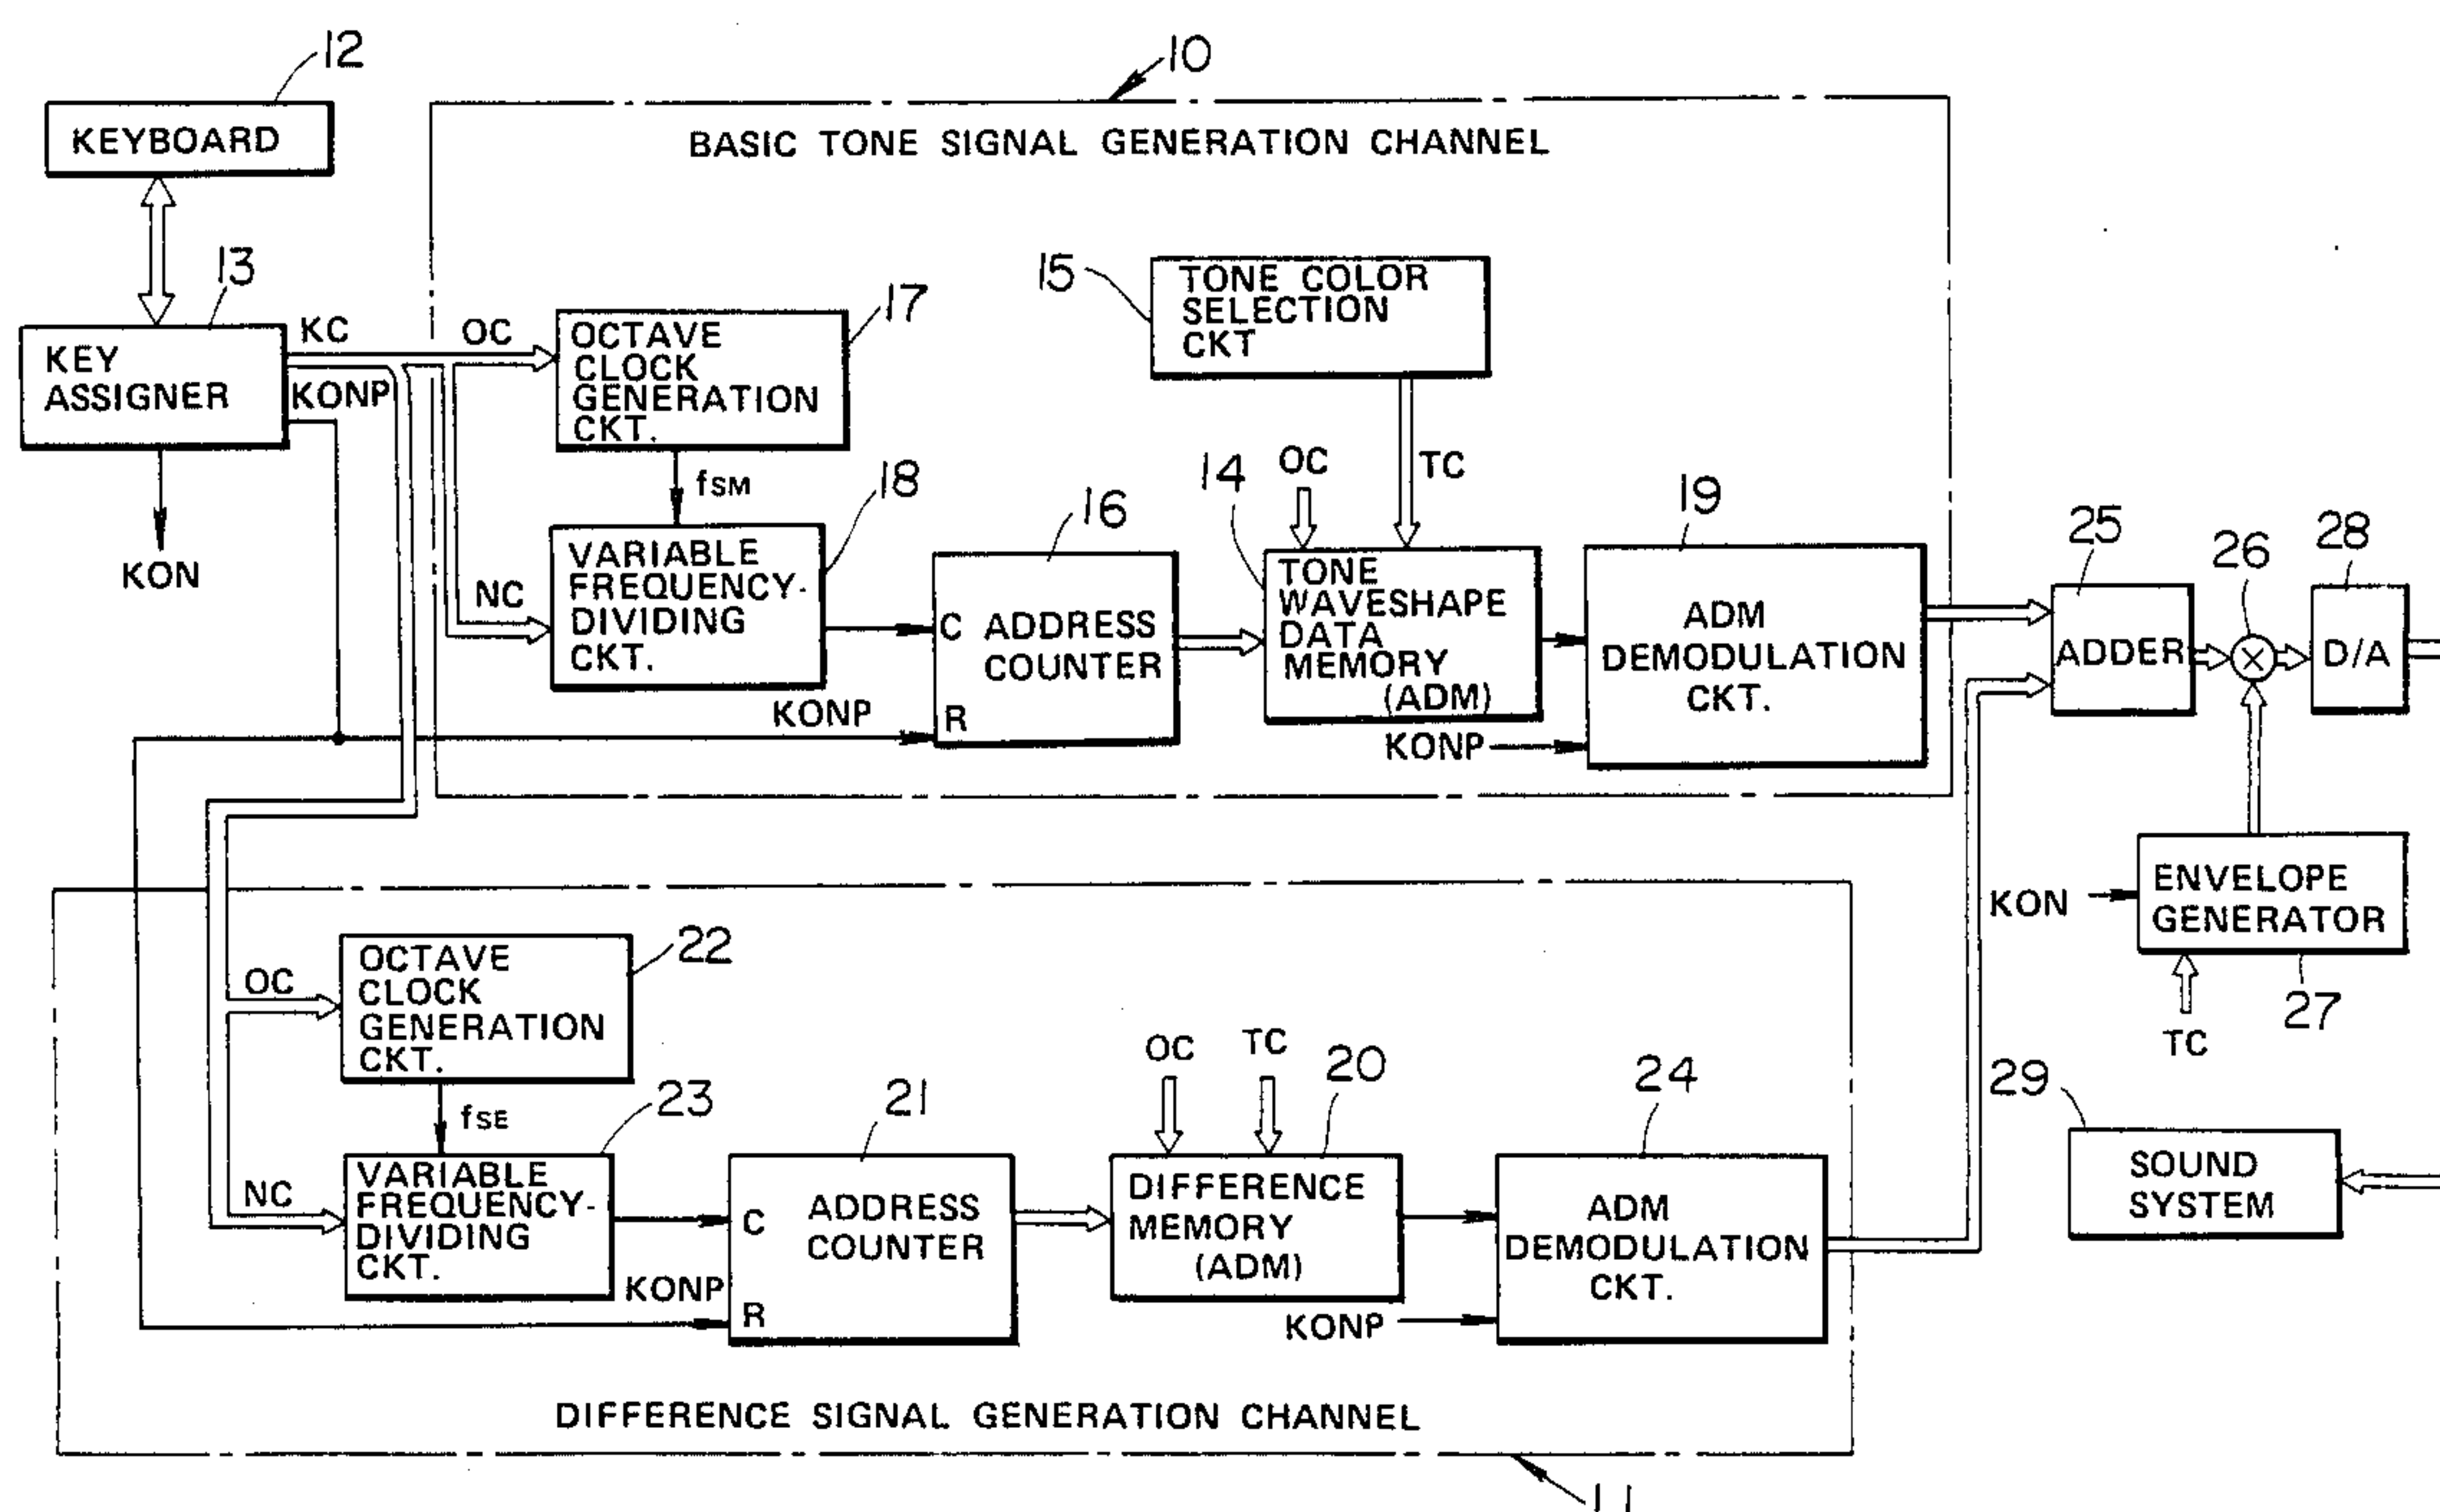 12
10
KEYBOARD
BASIC TONE SIGNAL GENERATION CHANNEL
13
KEY
ASSIGNER
KC
KONP
KON
OC
NC
17
OCTAVE
CLOCK
GENERATION
CKT.
fSM
18
VARIABLE
FREQUENCY-
DIVIDING
CKT.
KONP
16
C ADDRESS
COUNTER
R
15
TONE COLOR
SELECTION
CKT
OC
TC
14
TONE
WAVESHAPE
DATA
MEMORY
(ADM)
KONP
19
ADM
DEMODULATION
CKT.
25
ADDER
26
×
28
D/A
KON
ENVELOPE
GENERATOR
27
TC
OC
NC
22
OCTAVE
CLOCK
GENERATION
CKT.
fSE
23
VARIABLE
FREQUENCY-
DIVIDING
CKT.
KONP
21
C ADDRESS
COUNTER
R
OC
TC
20
DIFFERENCE
MEMORY
(ADM)
KONP
24
ADM
DEMODULATION
CKT.
29
SOUND
SYSTEM
DIFFERENCE SIGNAL GENERATION CHANNEL
11